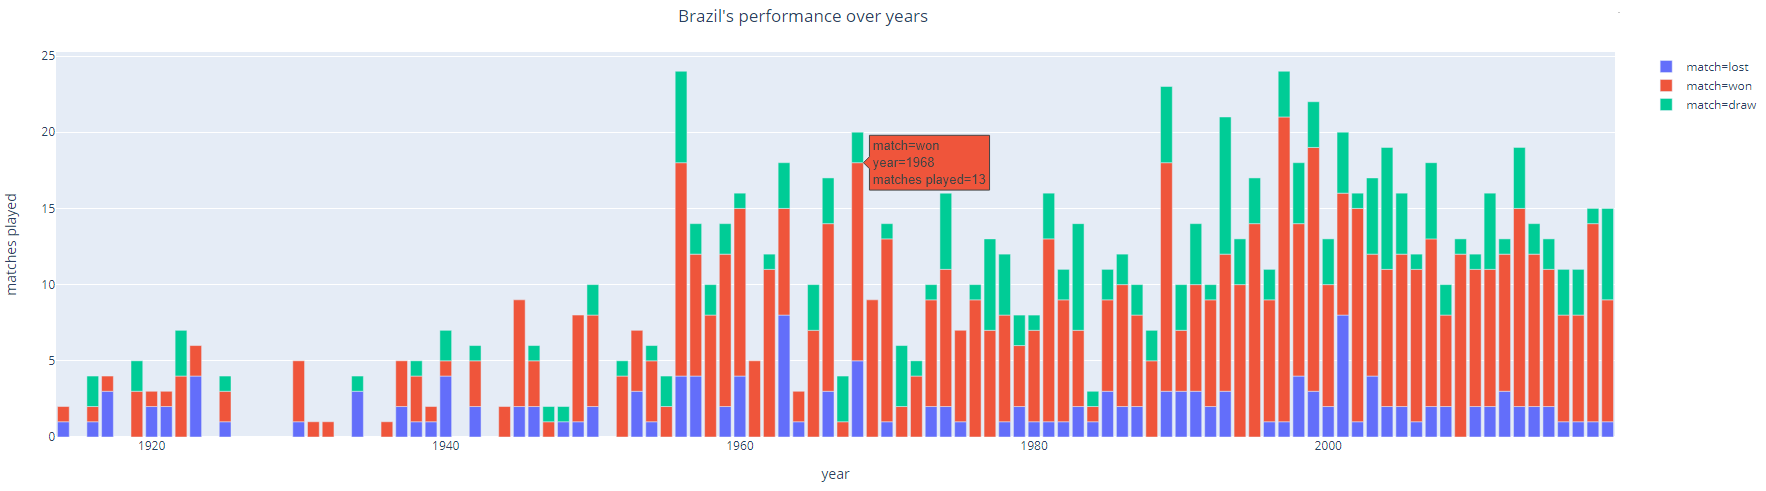 Brazil's performance over years
25
20
15
10
5
0
matches played
match=won
year=1968
matches played=13
1920
1940
1960
1980
2000
year
match=lost
match=won
match=draw